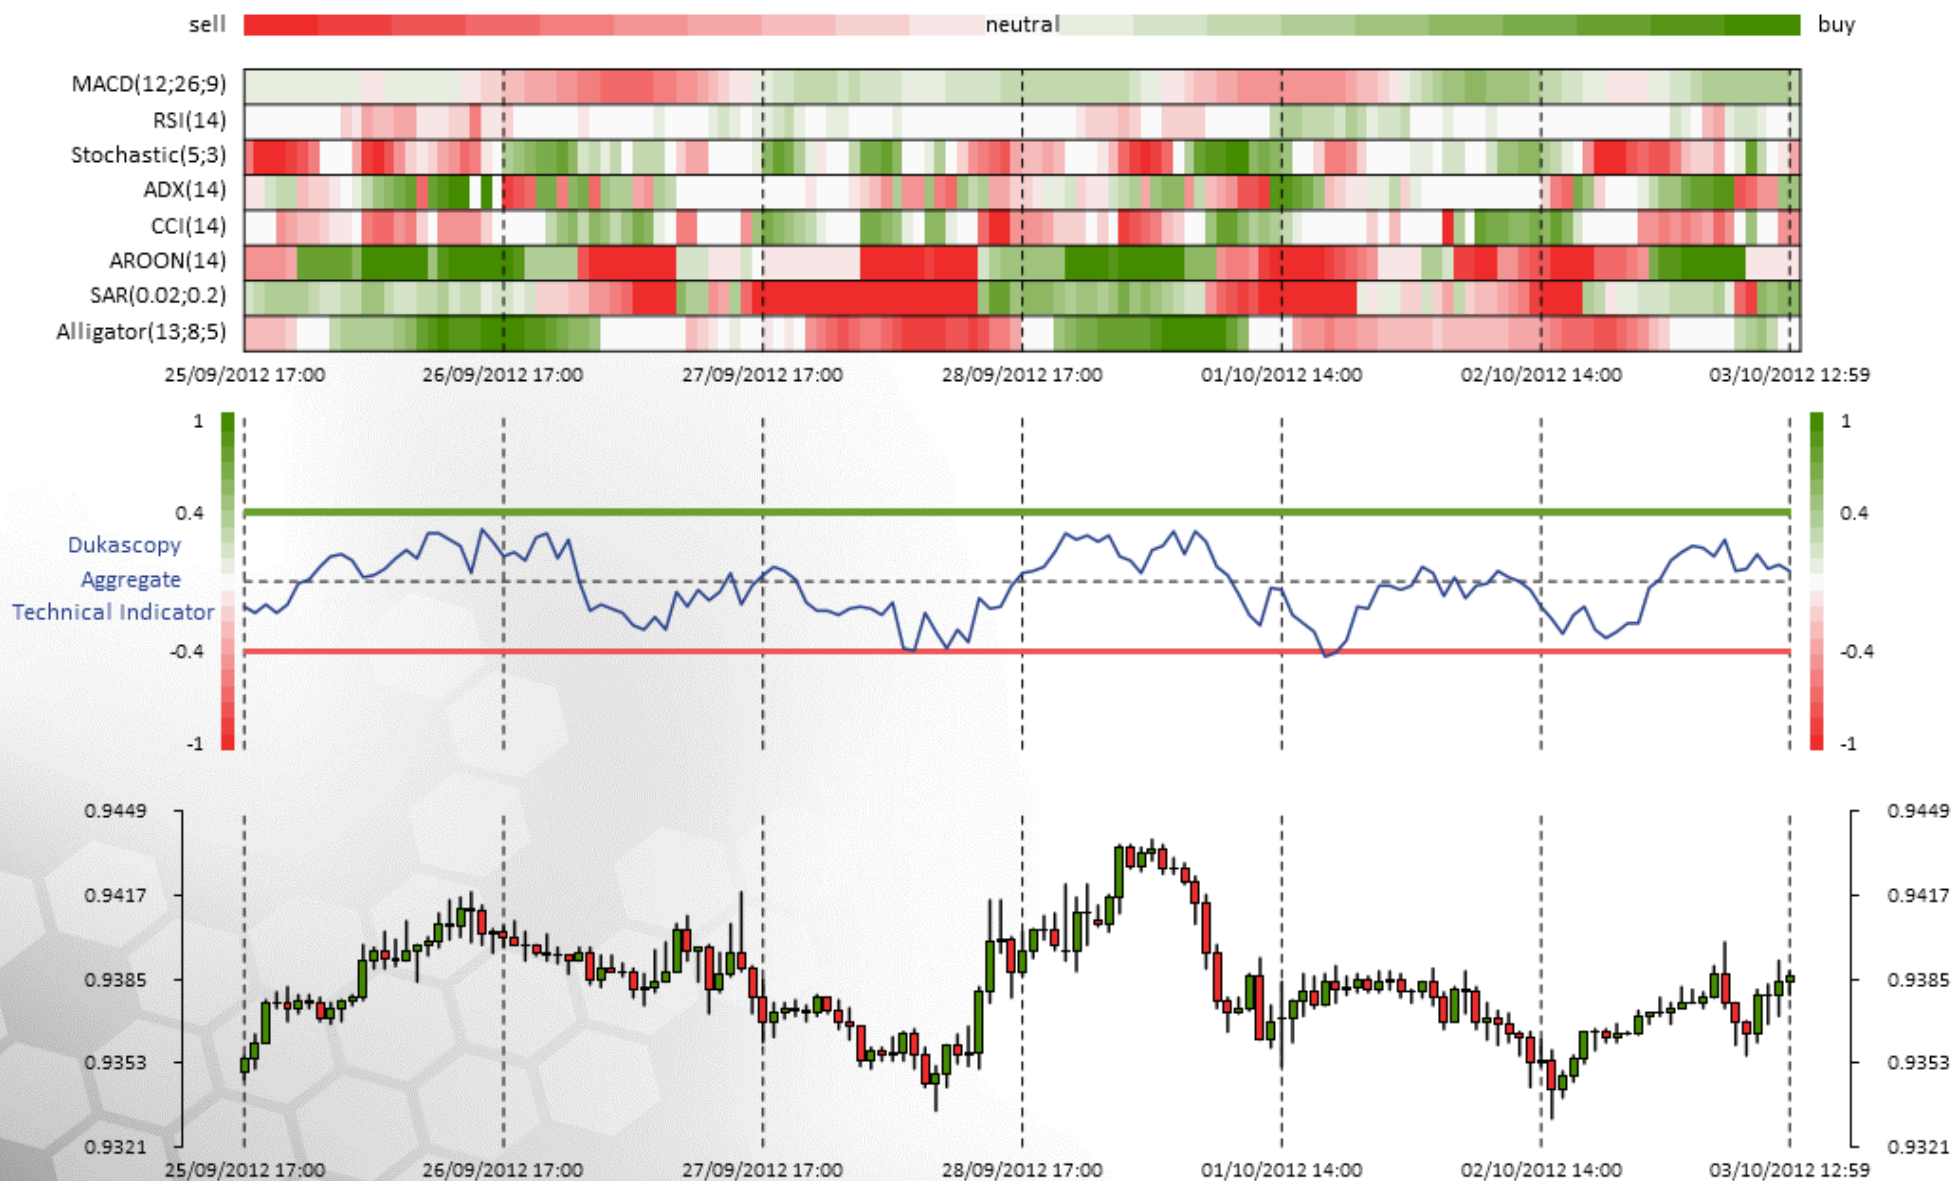 sell neutral buy
MACD(12;26;9)
RSI(14)
Stochastic(5;3)
ADX(14)
CCI(14)
AROON(14)
SAR(0.02;0.2)
Alligator(13;8;5)
25/09/2012 17:00 26/09/2012 17:00 27/09/2012 17:00 28/09/2012 17:00 01/10/2012 14:00 02/10/2012 14:00 03/10/2012 12:59
1 1
0.4 0.4
Dukascopy
Aggregate
Technical Indicator
-0.4 -0.4
-1 -1
0.9449 0.9449
0.9417 0.9417
0.9385 0.9385
0.9353 0.9353
0.9321 0.9321
25/09/2012 17:00 26/09/2012 17:00 27/09/2012 17:00 28/09/2012 17:00 01/10/2012 14:00 02/10/2012 14:00 03/10/2012 12:59